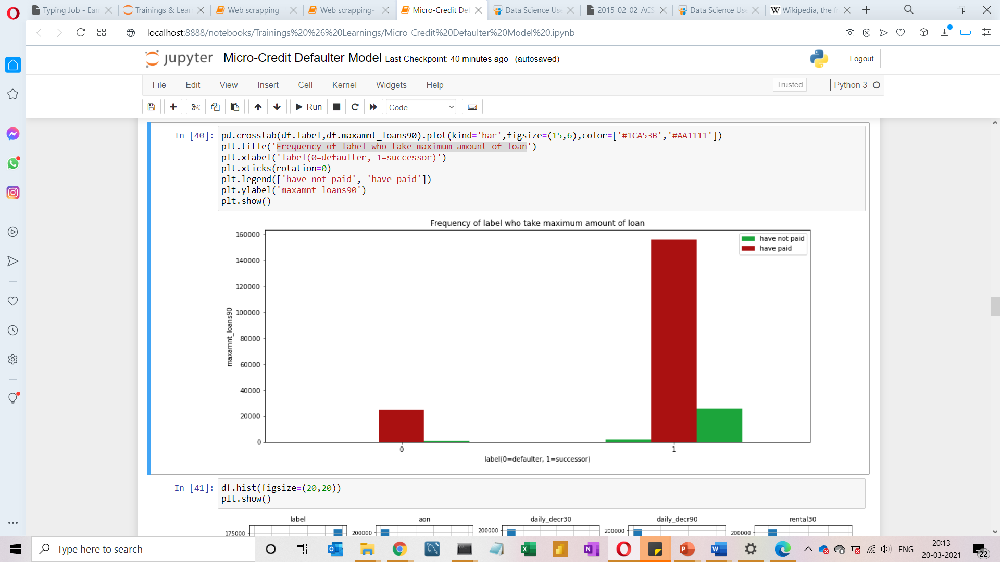 Typing Job - Earn
Trainings & Lear
Web scrapping_
Web scrapping-
Micro-Credit Def
Data Science Use
2015_02_02_ACS
Data Science Use
Wikipedia, the fr
localhost:8888/notebooks/Trainings%20%26%20Learnings/Micro-Credit%20Defaulter%20Model%20.ipynb
jupyter Micro-Credit Defaulter Model Last Checkpoint: 40 minutes ago (autosaved)
Logout
File Edit View Insert Cell Kernel Widgets Help
Trusted
Python 3
Run
Code
In [40]:
pd.crosstab(df.label,df.maxamnt_loans90).plot(kind='bar',figsize=(15,6),color=['#1CA53B','#AA1111'])
plt.title('Frequency of label who take maximum amount of loan')
plt.xlabel('label(0=defaulter, 1=successor)')
plt.xticks(rotation=0)
plt.legend(['have not paid', 'have paid'])
plt.ylabel('maxamnt_loans90')
plt.show()
Frequency of label who take maximum amount of loan
have not paid
have paid
160000
140000
120000
100000
80000
60000
40000
20000
0
maxamnt_loans90
0 1
label(0=defaulter, 1=successor)
In [41]:
df.hist(figsize=(20,20))
plt.show()
label aon daily_decr30 daily_decr90 rental30
175000 200000 200000 200000 200000
Type here to search
ENG
20:13
20-03-2021
22